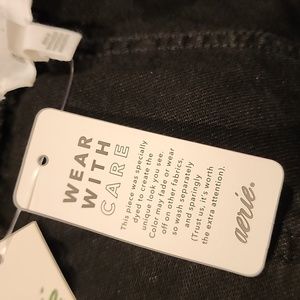 WEAR
WITH
CARE
This piece was specially
dyed to create the
unique look you see.
Color may fade or wear
off on other fabrics,
so wash separately
and sparingly
(Trust us, it's worth
the extra attention).
aerie.